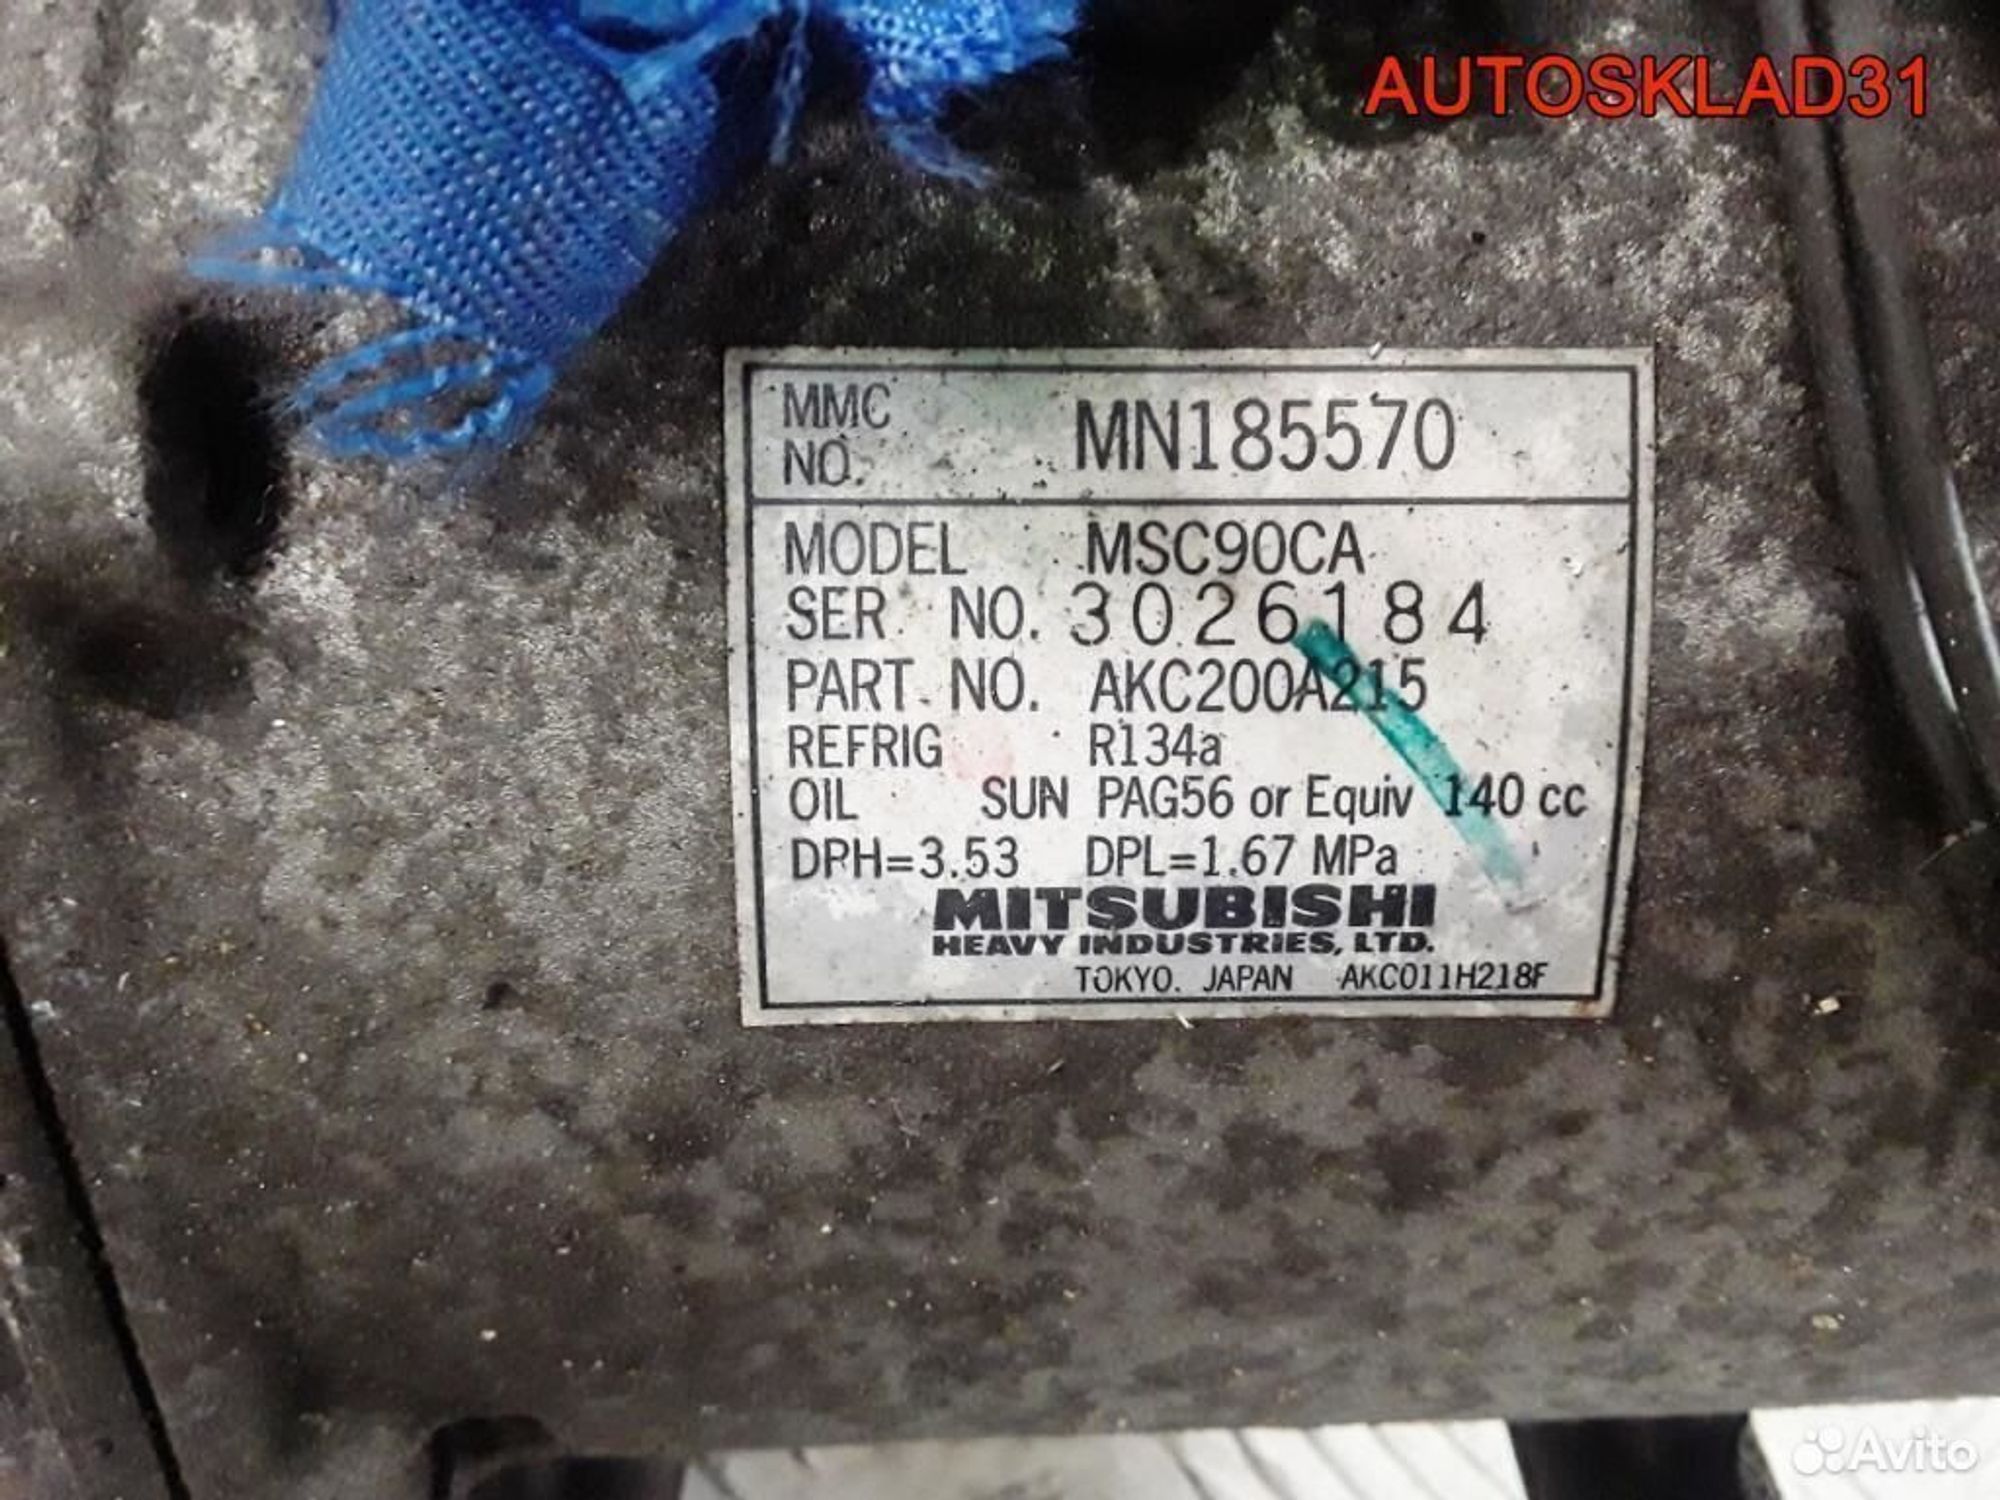 AUTOSKLAD31
MMC NO. MN185570
MODEL MSC90CA
SER NO. 3026184
PART NO. AKC200A215
REFRIG R134a
OIL SUN PAG56 or Equiv 140 cc
DPH=3.53 DPL=1.67 MPa
MITSUBISHI
HEAVY INDUSTRIES, LTD.
TOKYO. JAPAN AKC011H218F
Avito